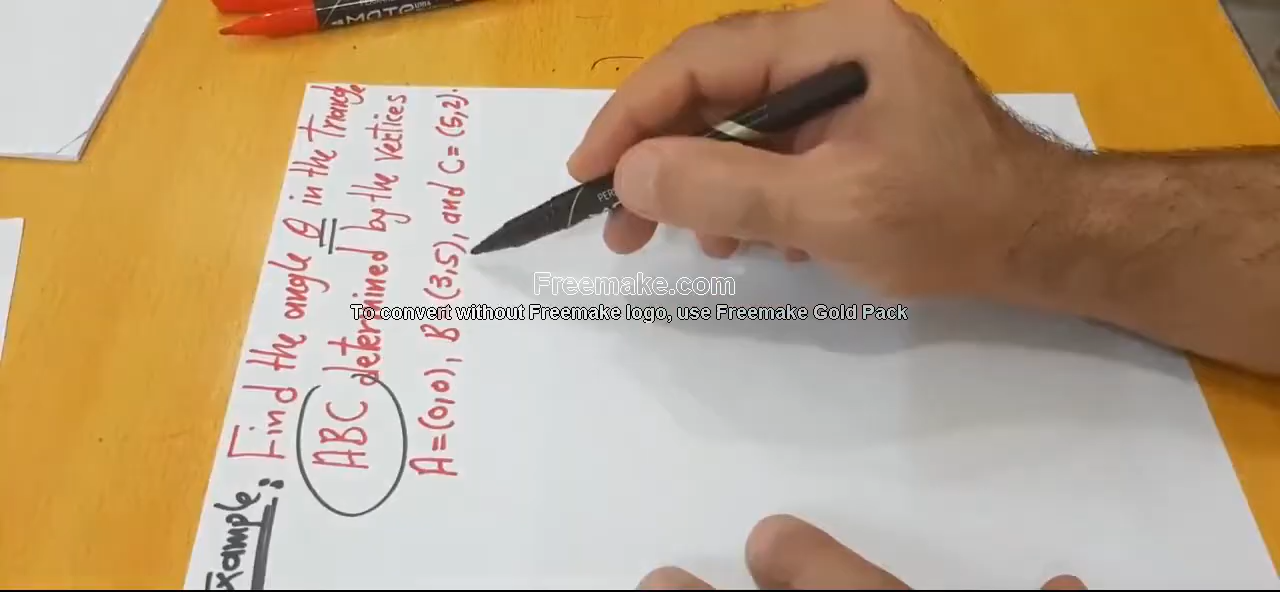 Example: Find the angle θ in the Triangle
ABC determined by the vertices
A=(0,0), B=(3,5), and C=(5,2).
Freemake.com
To convert without Freemake logo, use Freemake Gold Pack